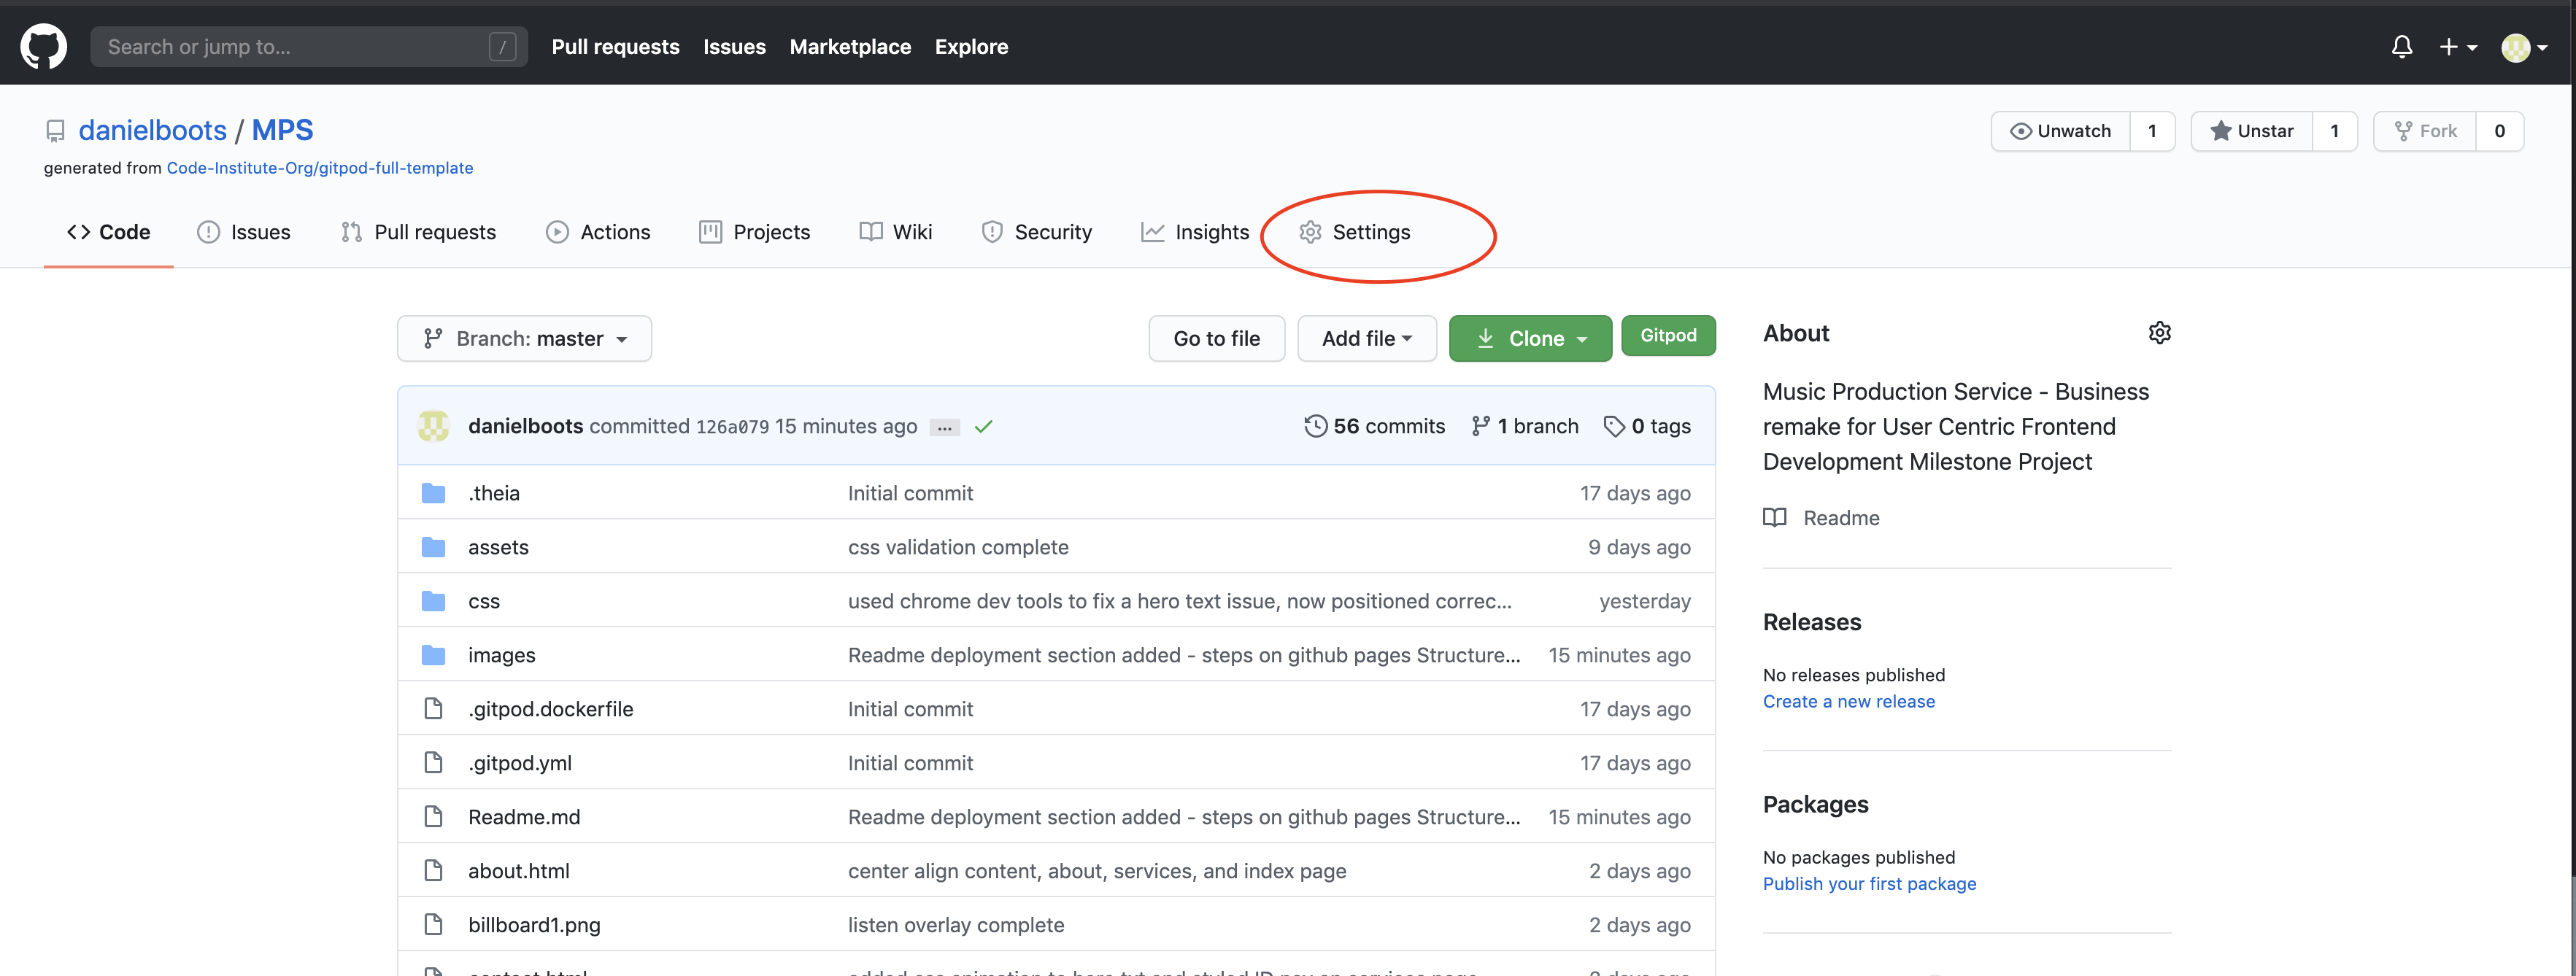 Search or jump to... /
Pull requests Issues Marketplace Explore
danielboots / MPS
Unwatch 1 Unstar 1 Fork 0
generated from Code-Institute-Org/gitpod-full-template
Code Issues Pull requests Actions Projects Wiki Security Insights Settings
Branch: master Go to file Add file Clone Gitpod
danielboots committed 126a079 15 minutes ago ... 56 commits 1 branch 0 tags
.theia Initial commit 17 days ago
assets css validation complete 9 days ago
css used chrome dev tools to fix a hero text issue, now positioned correc... yesterday
images Readme deployment section added - steps on github pages Structure... 15 minutes ago
.gitpod.dockerfile Initial commit 17 days ago
.gitpod.yml Initial commit 17 days ago
Readme.md Readme deployment section added - steps on github pages Structure... 15 minutes ago
about.html center align content, about, services, and index page 2 days ago
billboard1.png listen overlay complete 2 days ago
About
Music Production Service - Business
remake for User Centric Frontend
Development Milestone Project
Readme
Releases
No releases published
Create a new release
Packages
No packages published
Publish your first package